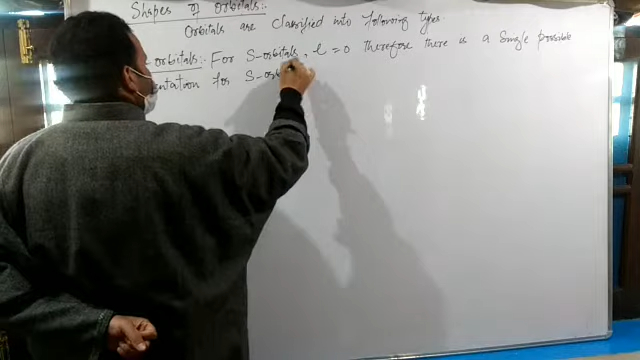 Shapes of Orbitals:-
Orbitals are classified into following types.
orbitals:- For S-orbitals, l = 0 therefore there is a Single possible
entation for S-orb